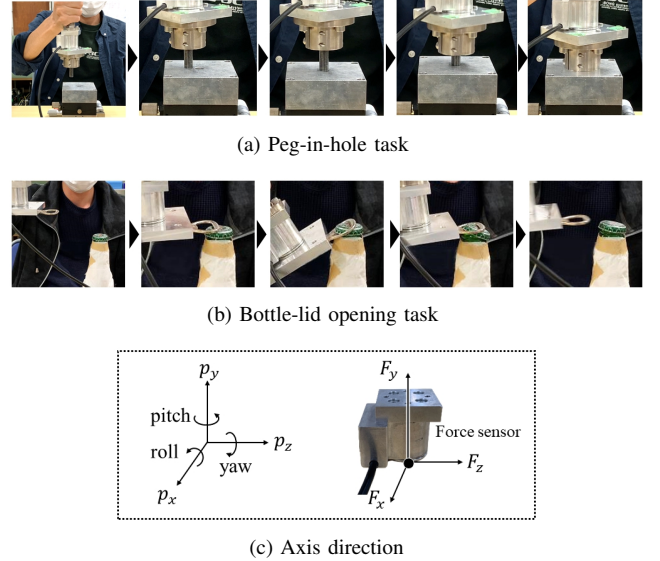 (a) Peg-in-hole task
(b) Bottle-lid opening task
p_y
pitch
roll
p_z
yaw
p_x
F_y
Force sensor
F_z
F_x
(c) Axis direction